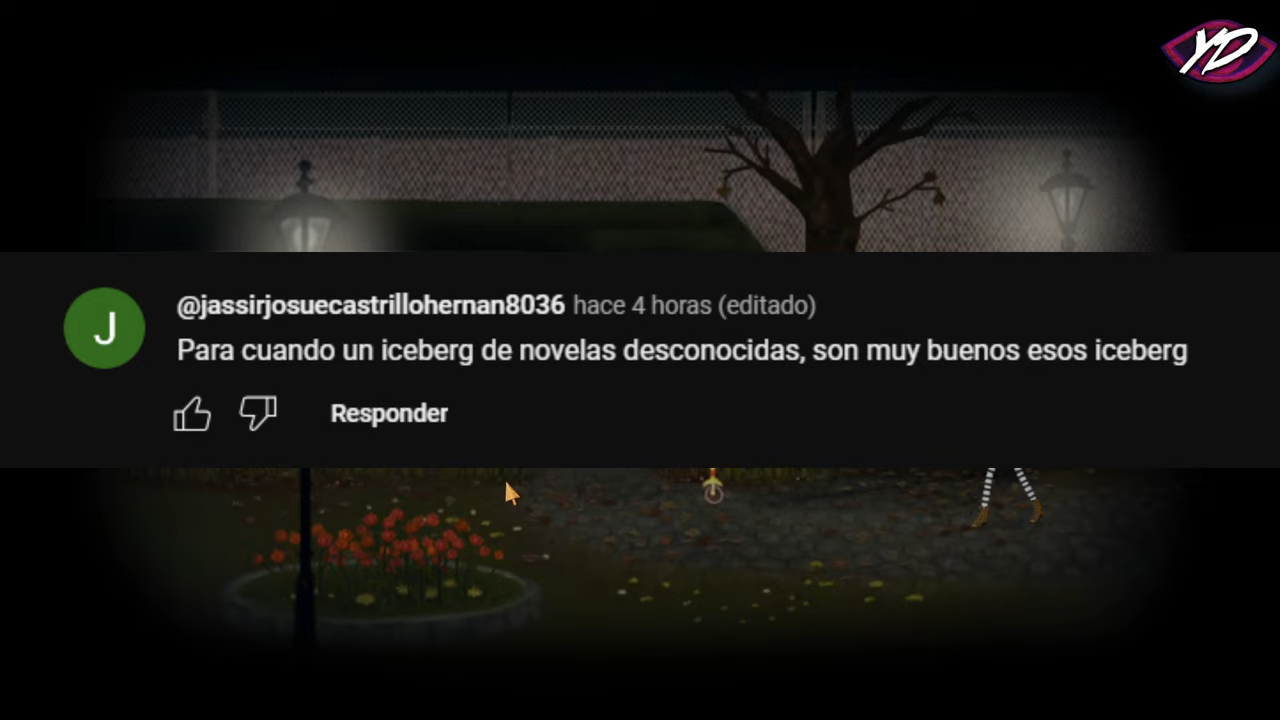 YD
J
@jassirjosuecastrillohernan8036 hace 4 horas (editado)
Para cuando un iceberg de novelas desconocidas, son muy buenos esos iceberg
Responder